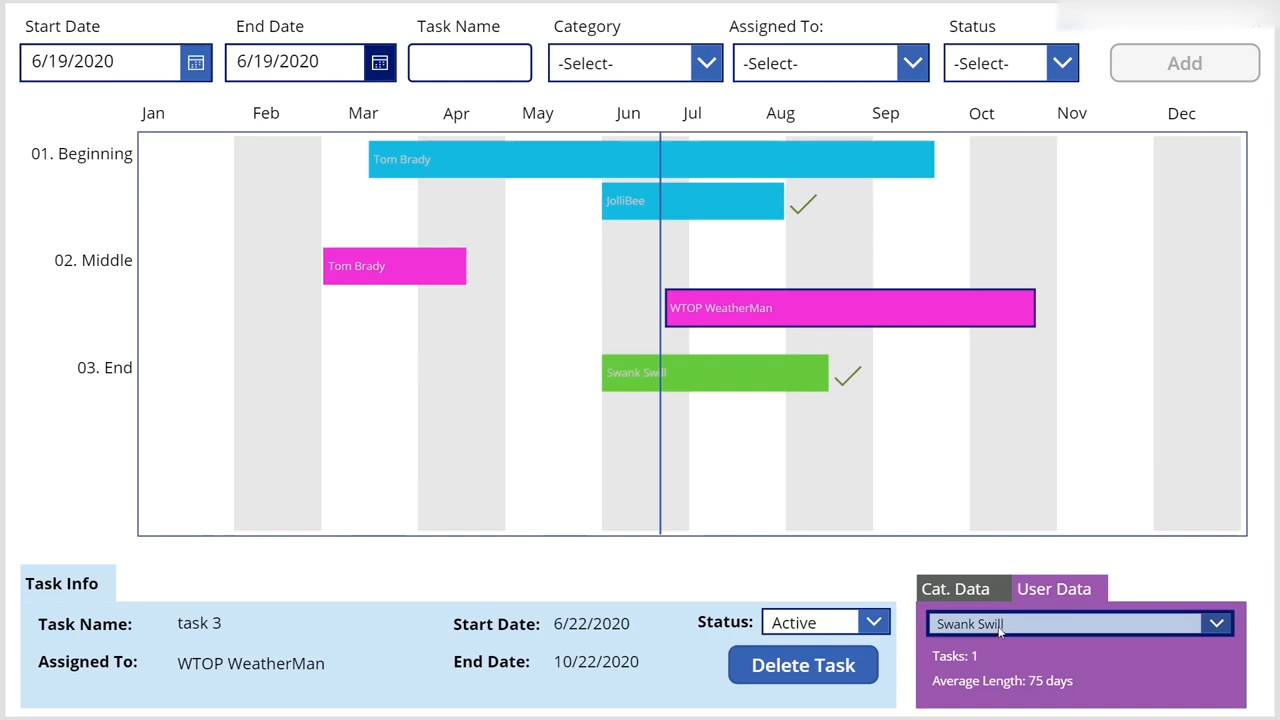 Start Date End Date Task Name Category Assigned To: Status
6/19/2020 6/19/2020 -Select- -Select- -Select- Add
Jan Feb Mar Apr May Jun Jul Aug Sep Oct Nov Dec
01. Beginning
Tom Brady
JolliBee
02. Middle
Tom Brady
WTOP WeatherMan
03. End
Swank Swill
Task Info
Task Name: task 3 Start Date: 6/22/2020 Status: Active
Assigned To: WTOP WeatherMan End Date: 10/22/2020 Delete Task
Cat. Data User Data
Swank Swill
Tasks: 1
Average Length: 75 days